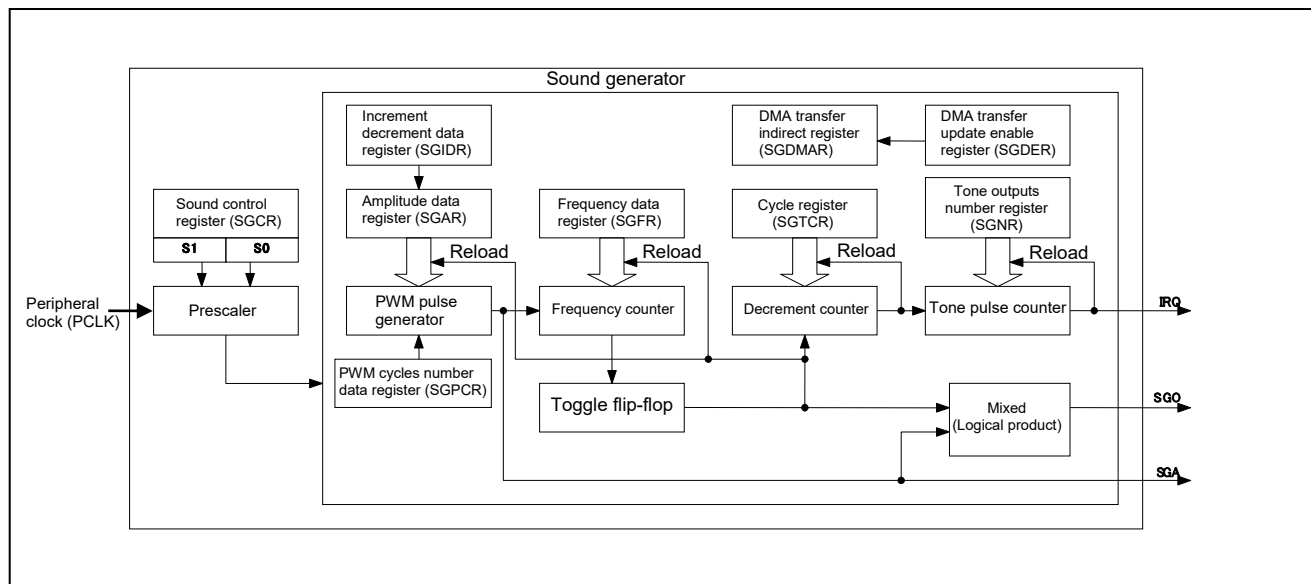 Sound generator
Increment
decrement data
register (SGIDR)
DMA transfer
indirect register
(SGDMAR)
DMA transfer
update enable
register (SGDER)
Sound control
register (SGCR)
S1
S0
Amplitude data
register (SGAR)
Frequency data
register (SGFR)
Cycle register
(SGTCR)
Tone outputs
number register
(SGNR)
Reload
Reload
Reload
Reload
Peripheral
clock (PCLK)
Prescaler
PWM pulse
generator
Frequency counter
Decrement counter
Tone pulse counter
IRQ
PWM cycles number
data register (SGPCR)
Toggle flip-flop
Mixed
(Logical product)
SGO
SGA